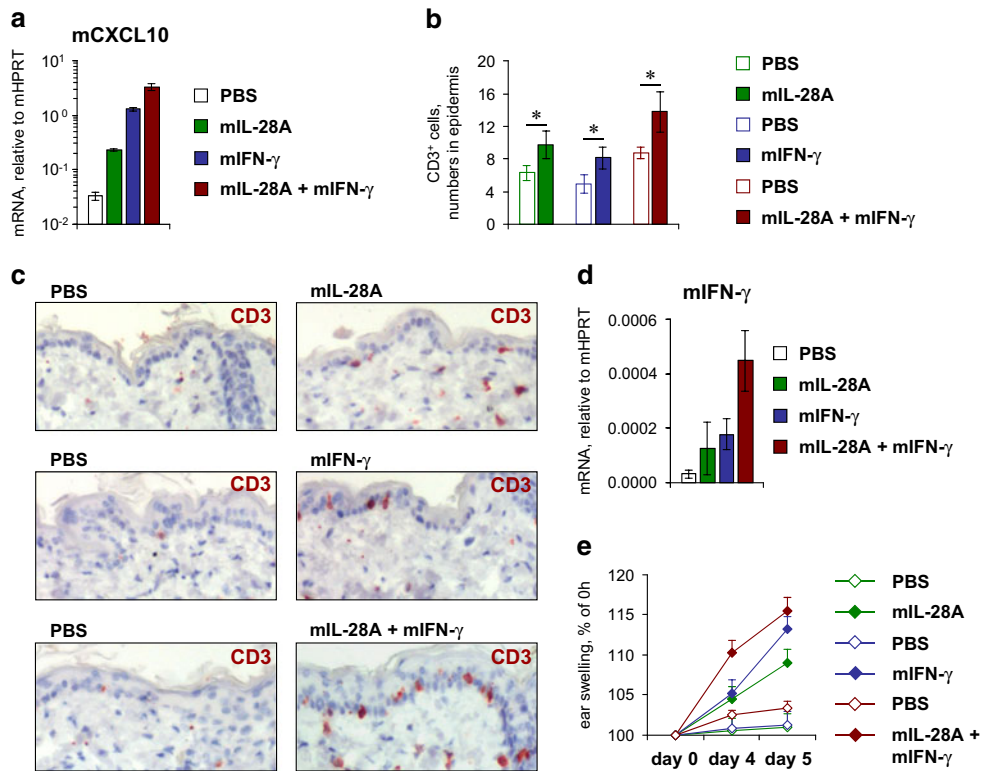 a
mCXCL10
mRNA, relative to mHPRT
10¹
10⁰
10⁻¹
10⁻²
PBS
mIL-28A
mIFN-γ
mIL-28A + mIFN-γ
b
CD3⁺ cells,
numbers in epidermis
20
16
12
8
4
0
*
*
*
PBS
mIL-28A
PBS
mIFN-γ
PBS
mIL-28A + mIFN-γ
c
PBS
CD3
mIL-28A
CD3
PBS
CD3
mIFN-γ
CD3
PBS
CD3
mIL-28A + mIFN-γ
CD3
d
mIFN-γ
mRNA, relative to mHPRT
0.0006
0.0004
0.0002
0.0000
PBS
mIL-28A
mIFN-γ
mIL-28A + mIFN-γ
e
ear swelling, % of 0h
120
115
110
105
100
day 0 day 4 day 5
PBS
mIL-28A
PBS
mIFN-γ
PBS
mIL-28A +
mIFN-γ